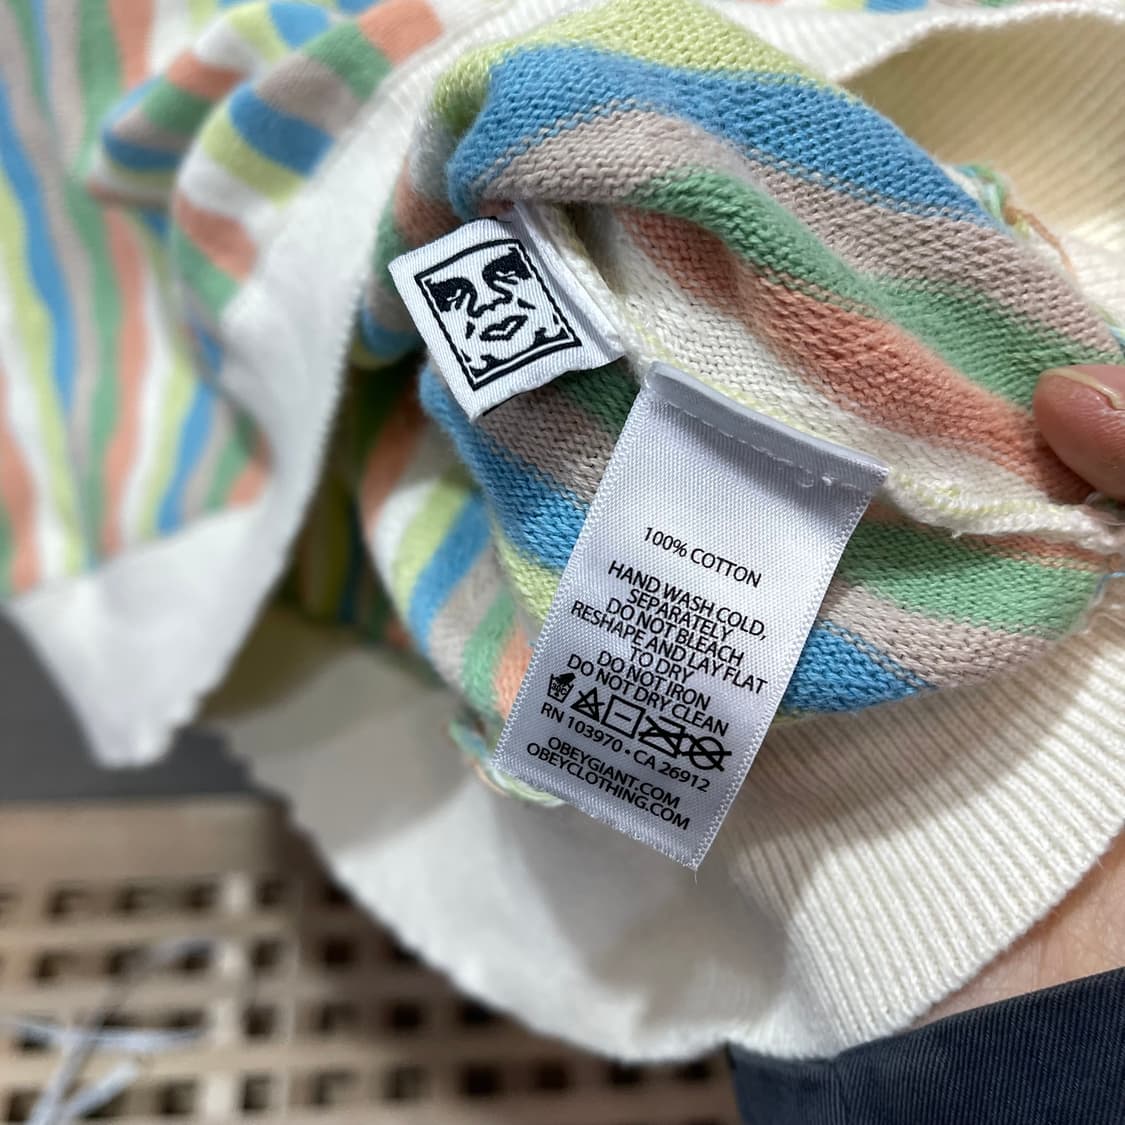 100% COTTON
HAND WASH COLD,
SEPARATELY
DO NOT BLEACH
RESHAPE AND LAY FLAT
TO DRY
DO NOT IRON
DO NOT DRY CLEAN
RN 103970 • CA 26912
OBEYGIANT.COM
OBEYCLOTHING.COM